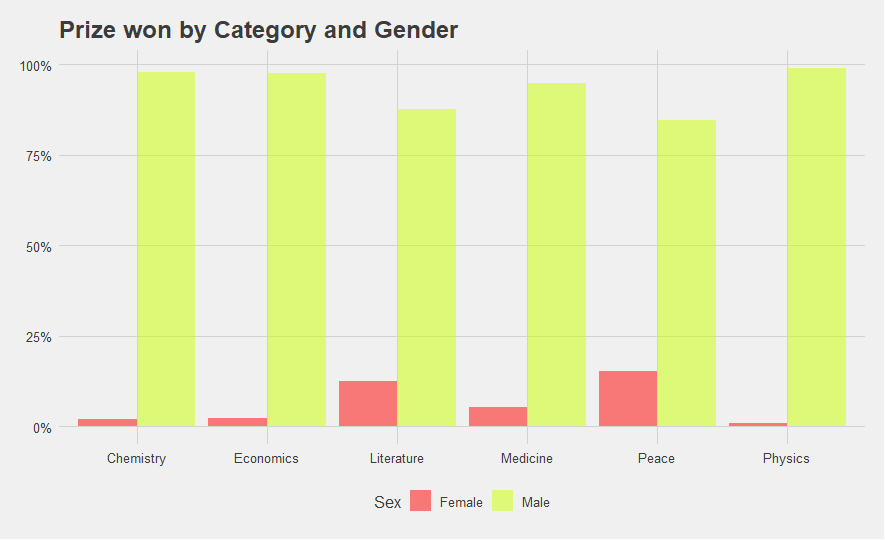 Prize won by Category and Gender
100%
75%
50%
25%
0%
Chemistry Economics Literature Medicine Peace Physics
Sex Female Male